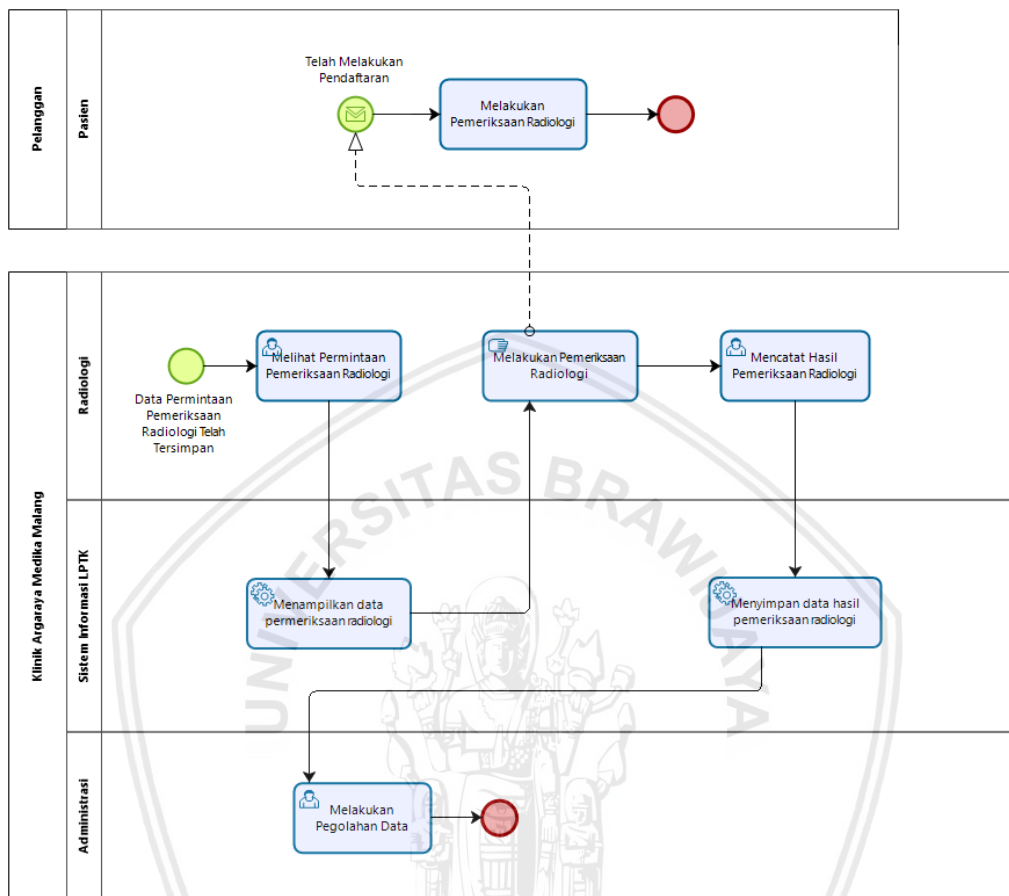 Pelanggan
Pasien
Telah Melakukan
Pendaftaran
Melakukan
Pemeriksaan Radiologi
Klinik Argaraya Medika Malang
Radiologi
Data Permintaan
Pemeriksaan
Radiologi Telah
Tersimpan
Melihat Permintaan
Pemeriksaan Radiologi
Melakukan Pemeriksaan
Radiologi
Mencatat Hasil
Pemeriksaan Radiologi
UNIVERSITAS BRAWIJAYA
Sistem Informasi LPTK
Menampilkan data
permeriksaan radiologi
Menyimpan data hasil
pemeriksaan radiologi
Administrasi
Melakukan
Pegolahan Data